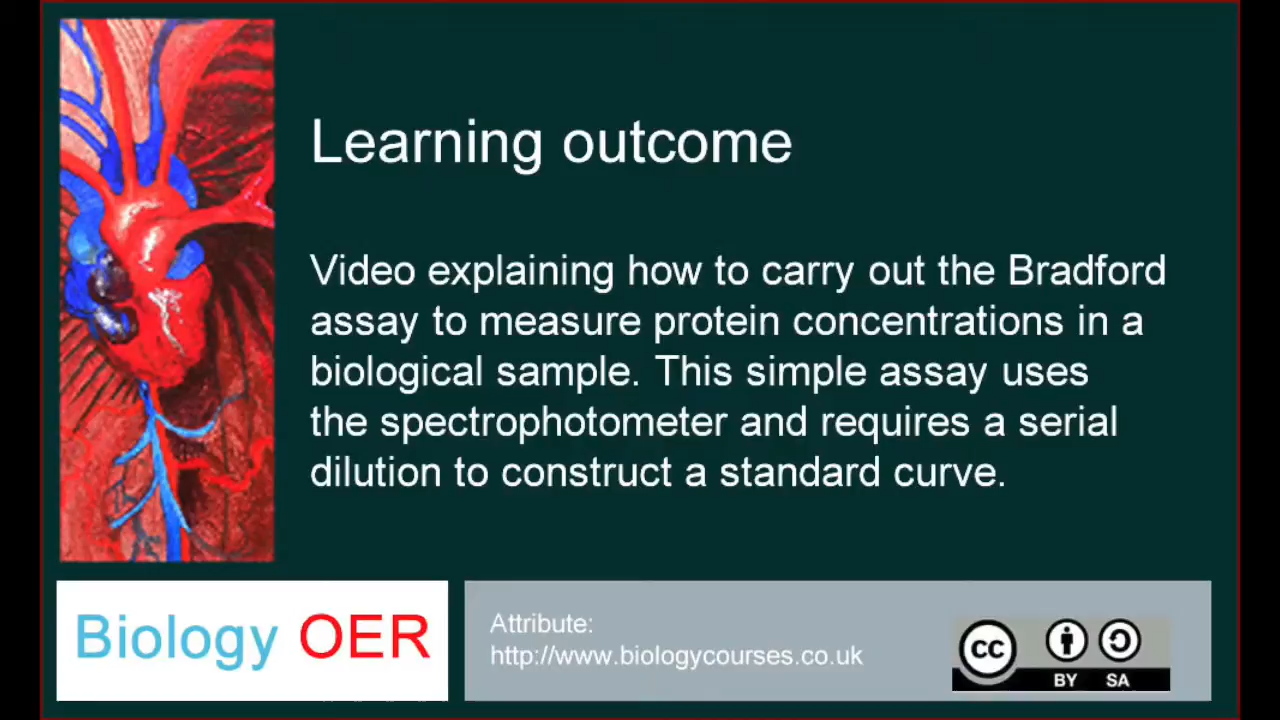 Learning outcome
Video explaining how to carry out the Bradford
assay to measure protein concentrations in a
biological sample. This simple assay uses
the spectrophotometer and requires a serial
dilution to construct a standard curve.
Biology OER
Attribute:
http://www.biologycourses.co.uk
CC
BY SA